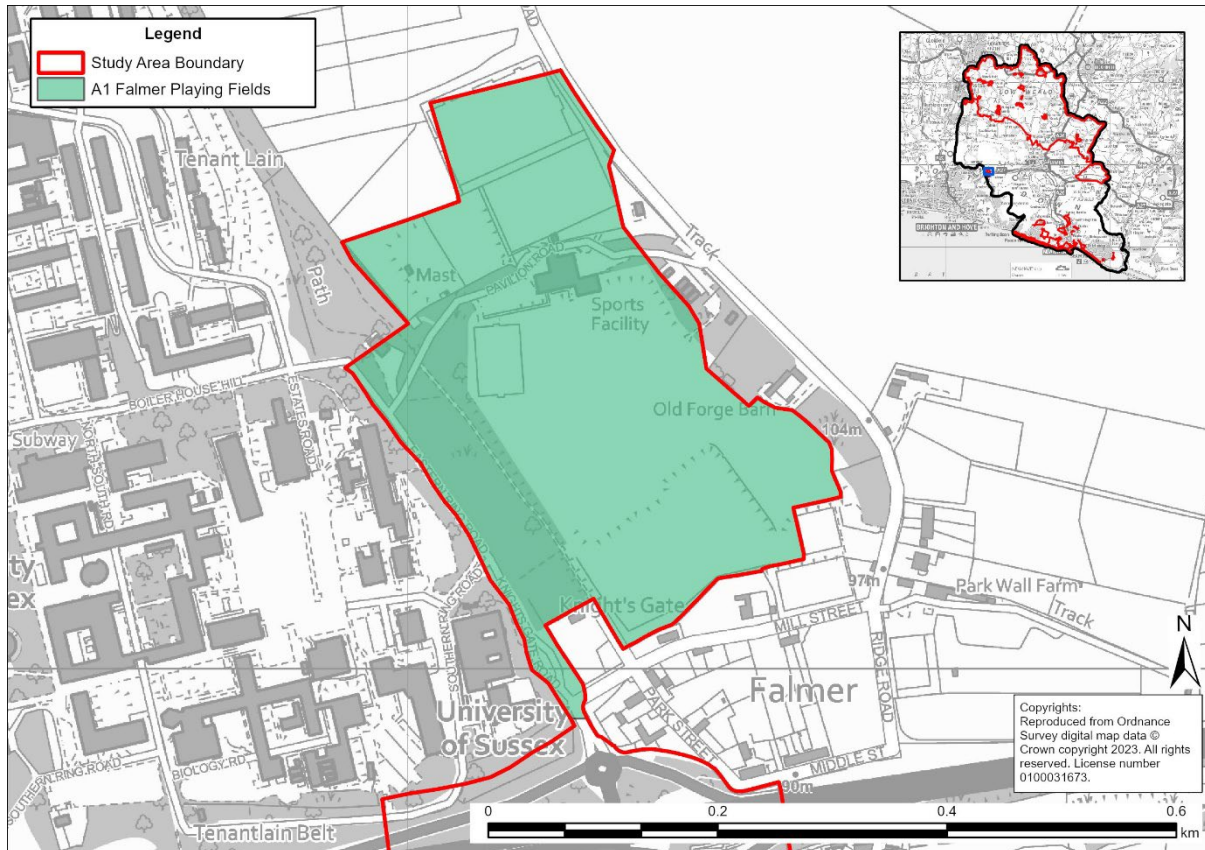 Legend
Study Area Boundary
A1 Falmer Playing Fields
ROAD
Tenant Lain
Path
Track
Mast
PAVILION ROAD
Sports
Facility
BOILER HOUSE HILL
ESTATES ROAD
Subway
NORTH SOUTH RD
Old Forge Barn
104m
KNIGHTS GATE ROAD
Knight's Gate
SOUTHERN RING ROAD
97m
Park Wall Farm
Track
MILL STREET
RIDGE ROAD
Falmer
PARK STREET
MIDDLE ST
90m
University
of Sussex
BIOLOGY RD
SOUTHERN RING ROAD
Tenantlain Belt
BRIGHTON AND HOVE
N
Copyrights:
Reproduced from Ordnance
Survey digital map data ©
Crown copyright 2023. All rights
reserved. License number
0100031673.
0 0.2 0.4 0.6
km